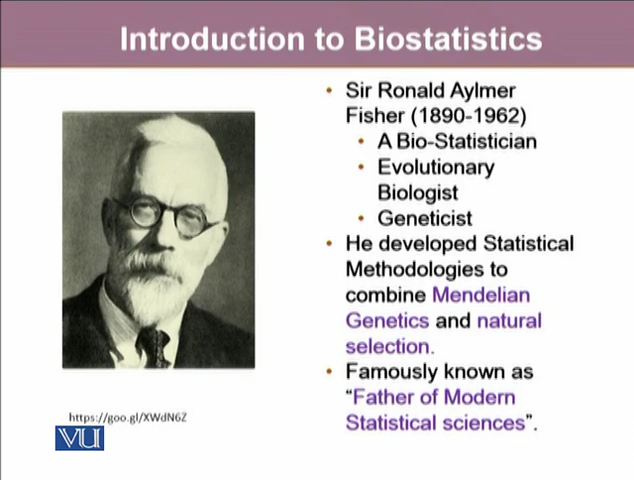 Introduction to Biostatistics
• Sir Ronald Aylmer
Fisher (1890-1962)
• A Bio-Statistician
• Evolutionary
Biologist
• Geneticist
• He developed Statistical
Methodologies to
combine Mendelian
Genetics and natural
selection.
• Famously known as
“Father of Modern
Statistical sciences”.
https://goo.gl/XWdN6Z
VU